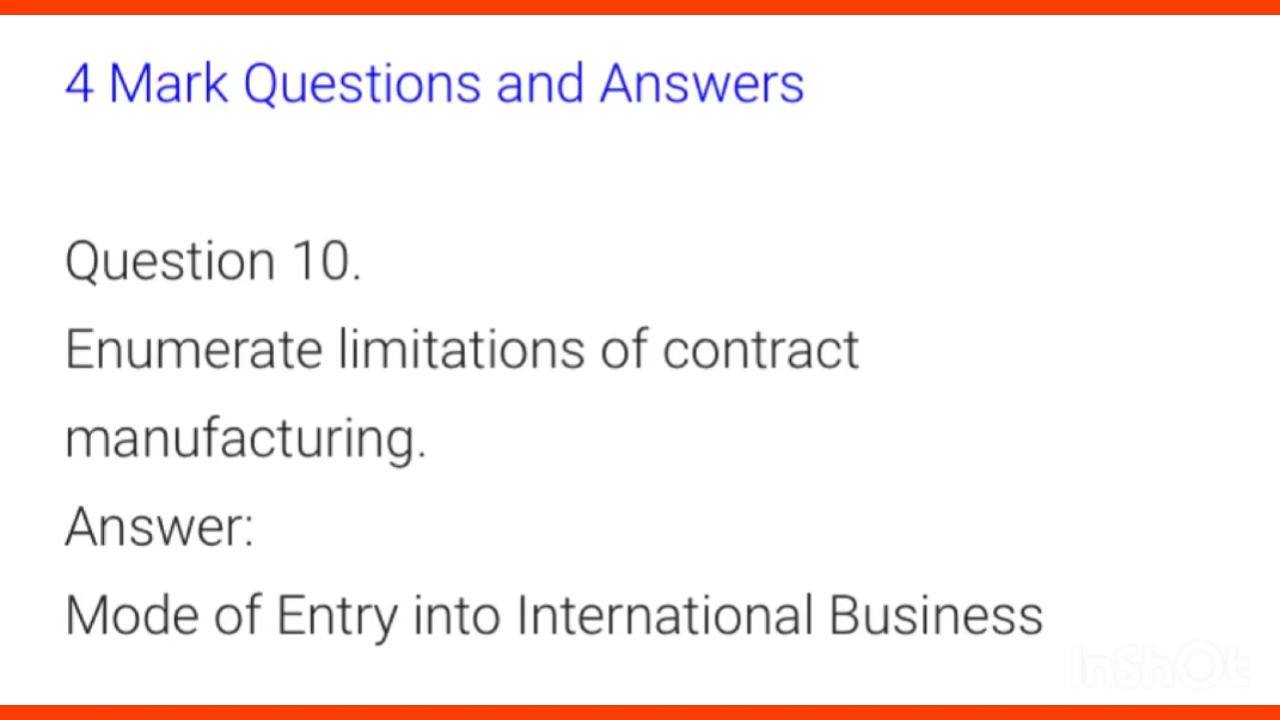 4 Mark Questions and Answers
Question 10.
Enumerate limitations of contract
manufacturing.
Answer:
Mode of Entry into International Business
InShOt